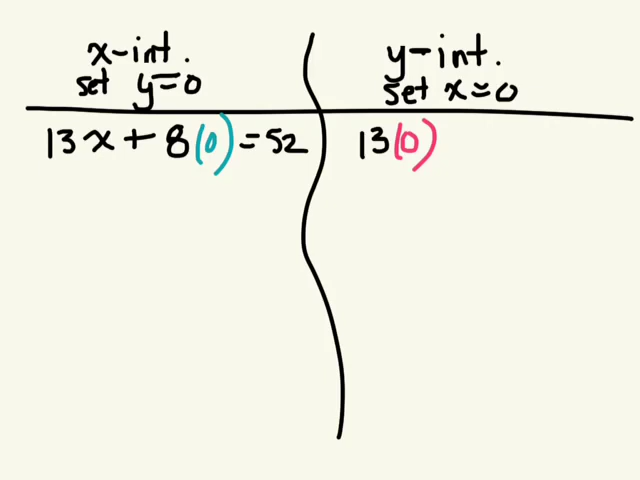 x-int.
set y=0
13x + 8(0) = 52
y-int.
set x=0
13(0)